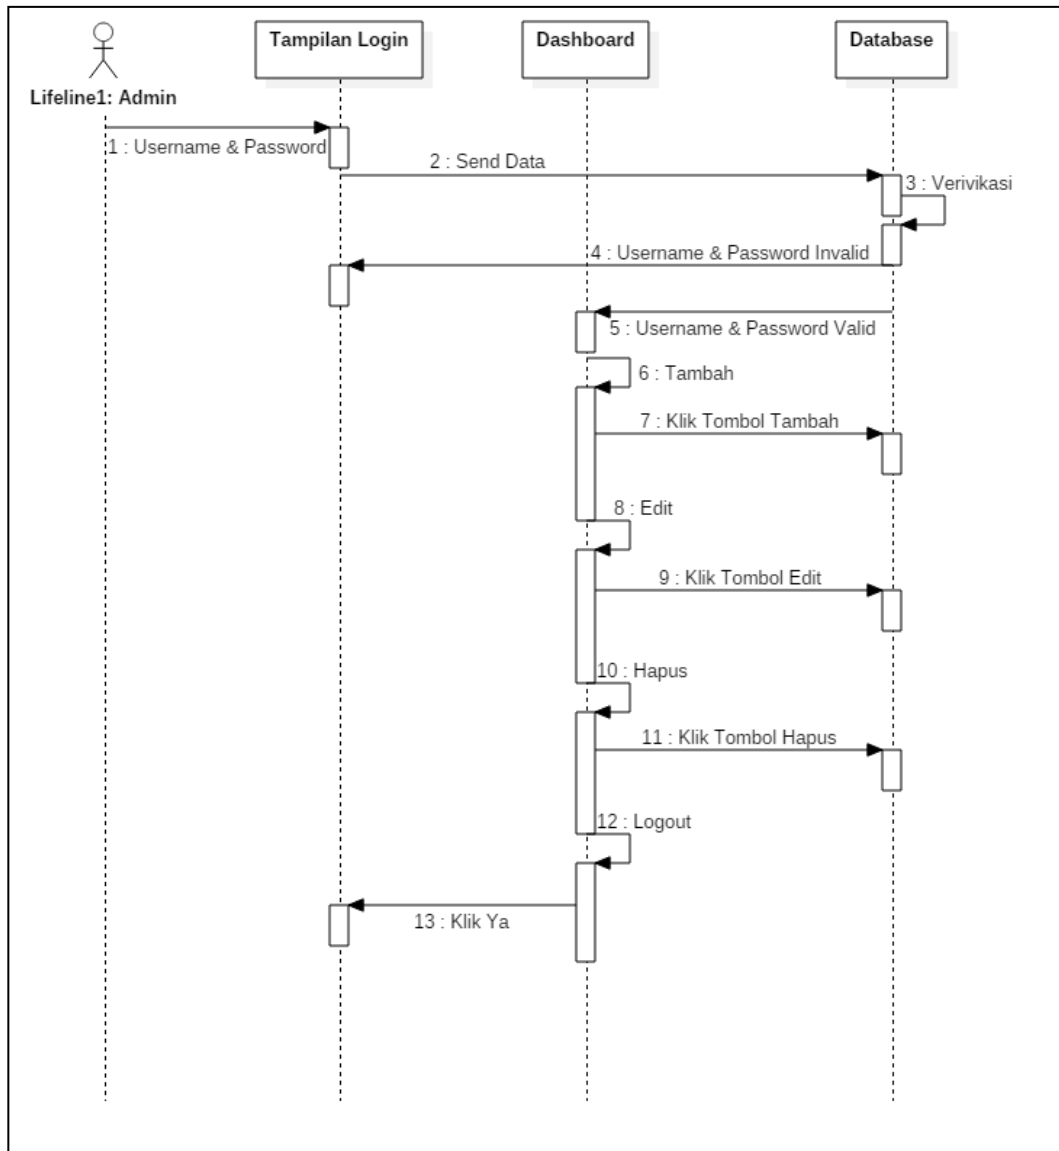 Tampilan Login
Dashboard
Database
Lifeline1: Admin
1 : Username & Password
2 : Send Data
3 : Verivikasi
4 : Username & Password Invalid
5 : Username & Password Valid
6 : Tambah
7 : Klik Tombol Tambah
8 : Edit
9 : Klik Tombol Edit
10 : Hapus
11 : Klik Tombol Hapus
12 : Logout
13 : Klik Ya